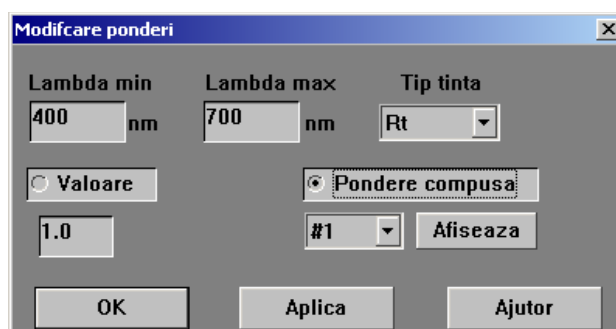 Modifcare ponderi
Lambda min Lambda max Tip tinta
400 nm 700 nm Rt
Valoare Pondere compusa
1.0 #1 Afiseaza
OK Aplica Ajutor